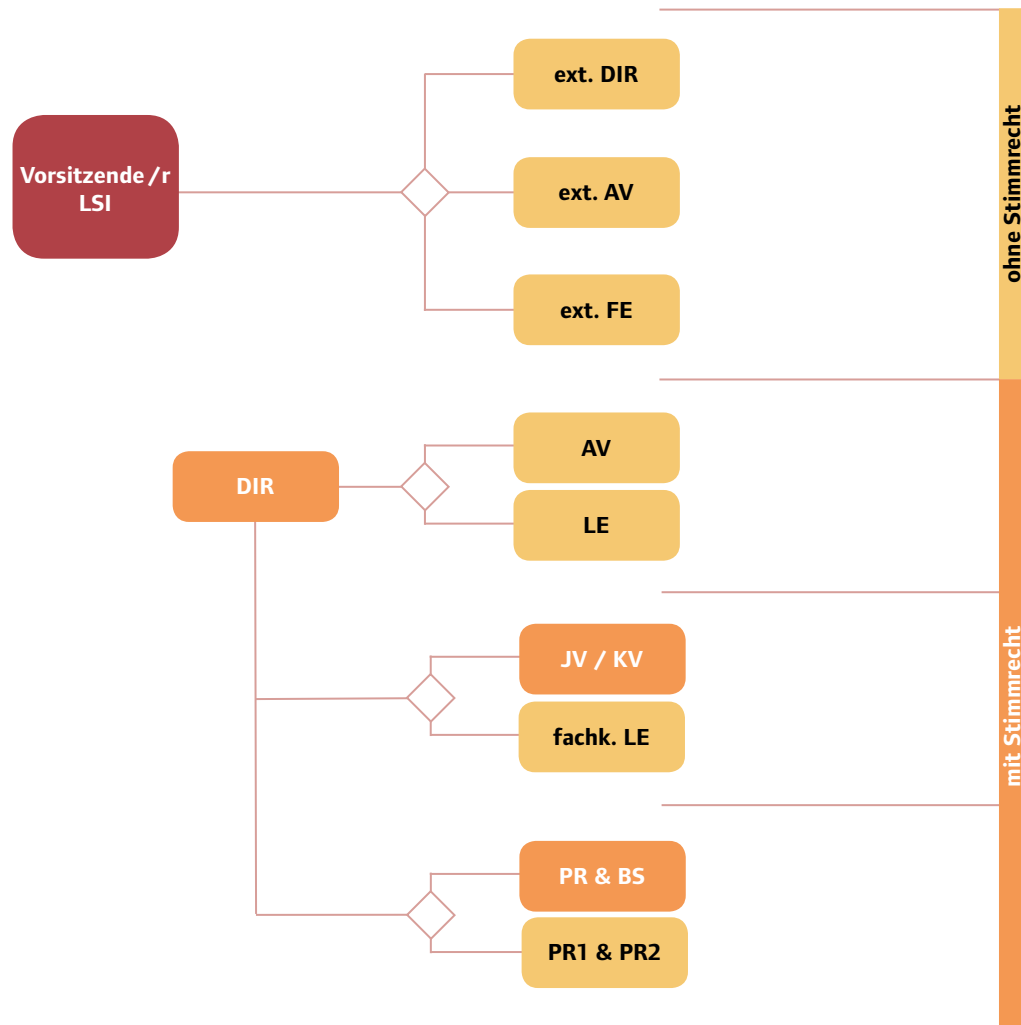 ext. DIR
Vorsitzende /r
LSI
ext. AV
ext. FE
ohne Stimmrecht
AV
DIR
LE
JV / KV
fachk. LE
mit Stimmrecht
PR & BS
PR1 & PR2